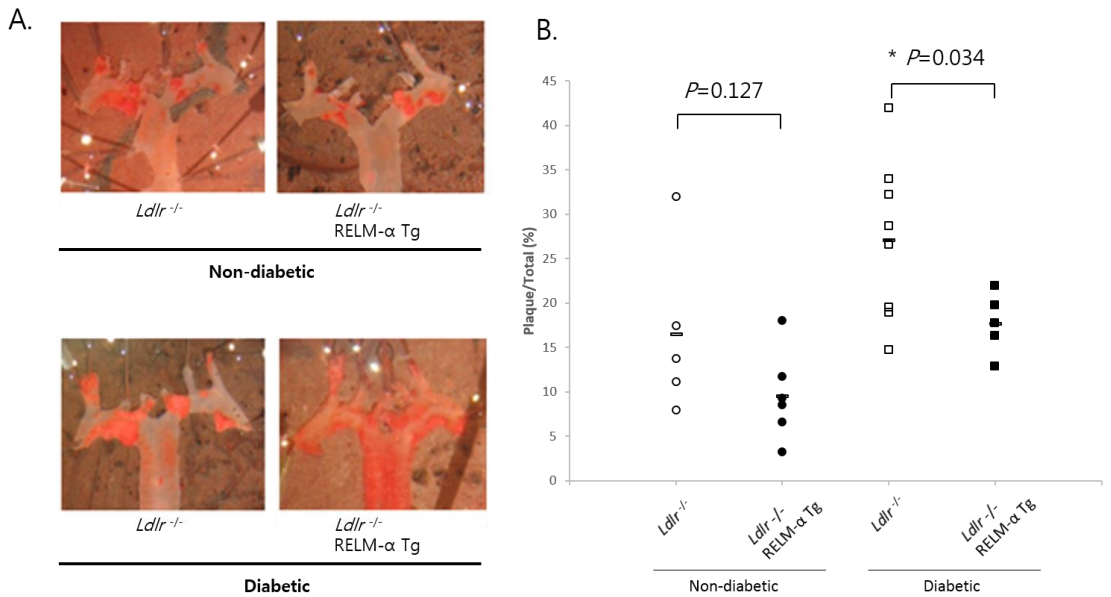 A.
Ldlr -/-
Ldlr -/-
RELM-α Tg
Non-diabetic
Ldlr -/-
Ldlr -/-
RELM-α Tg
Diabetic
B.
* P=0.034
P=0.127
Plaque/Total (%)
45
40
35
30
25
20
15
10
5
0
Ldlr -/-
Ldlr -/-
RELM-α Tg
Ldlr -/-
Ldlr -/-
RELM-α Tg
Non-diabetic
Diabetic